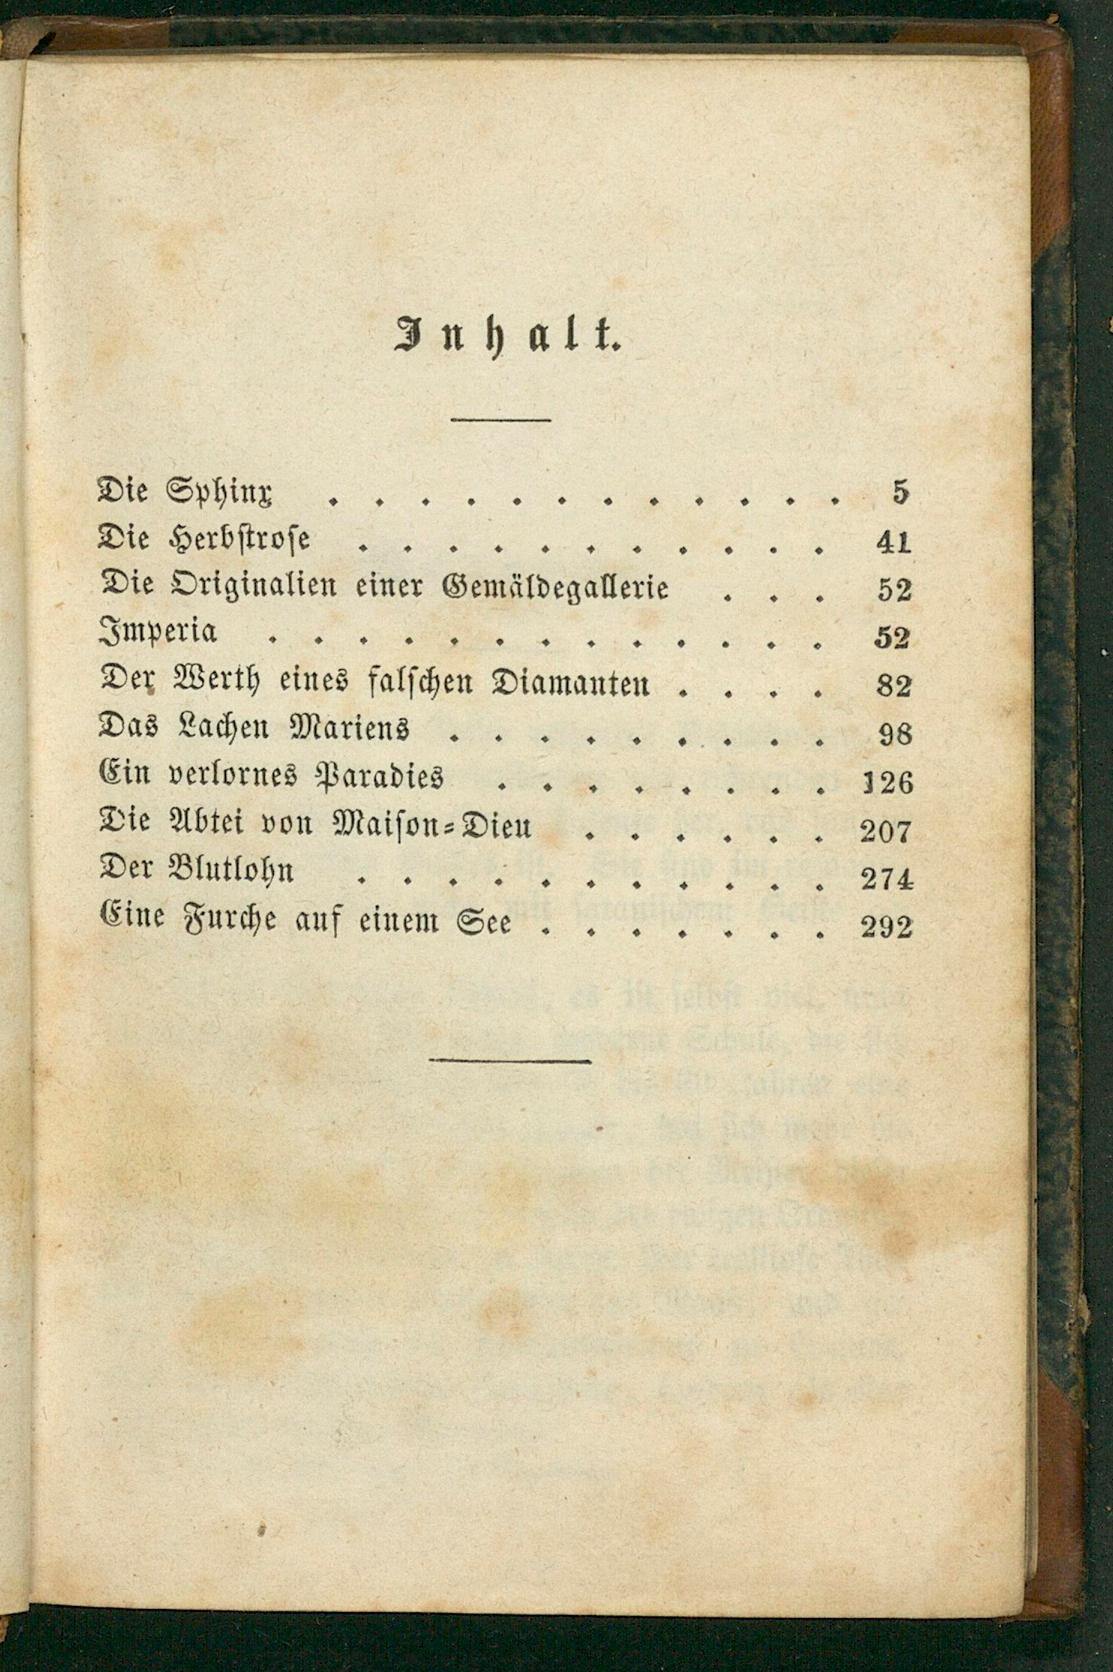 Inhalt.
Die Sphinx . . . . . . . . . . . . 5
Die Herbstrose . . . . . . . . . . . 41
Die Originalien einer Gemäldegallerie . . . 52
Imperia . . . . . . . . . . . . . 52
Der Werth eines falschen Diamanten . . . . 82
Das Lachen Mariens . . . . . . . . . 98
Ein verlornes Paradies . . . . . . . . 126
Die Abtei von Maison-Dieu . . . . . . 207
Der Blutlohn . . . . . . . . . . . 274
Eine Furche auf einem See . . . . . . . 292